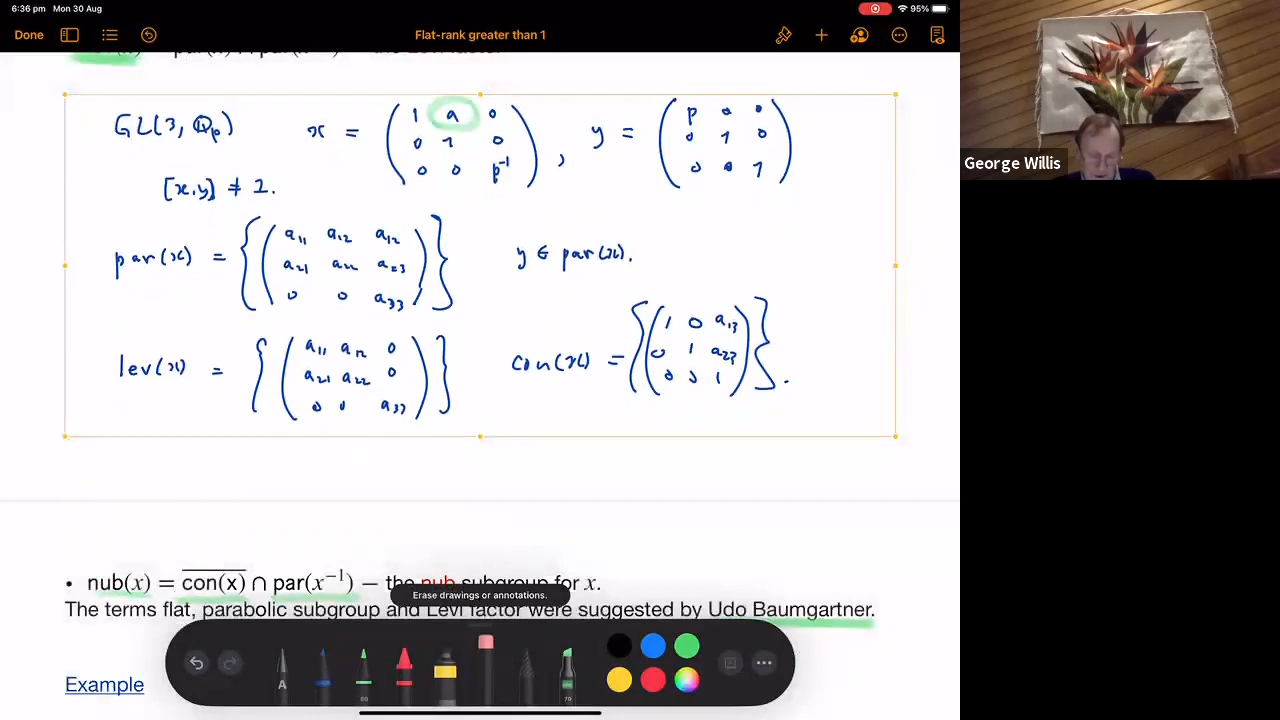 6:36 pm Mon 30 Aug 95%
Done Flat-rank greater than 1
GL(3, ℚp) x = ( 1 a 0 ; 0 1 0 ; 0 0 p⁻¹ ) , y = ( p 0 0 ; 0 1 0 ; 0 0 1 )
[x,y] ≠ 1.
par(x) = { ( a11 a12 a12 ; a21 a22 a23 ; 0 0 a33 ) } y ∈ par(x).
lev(x) = { ( a11 a12 0 ; a21 a22 0 ; 0 0 a33 ) } con(x) = { ( 1 0 a13 ; 0 1 a23 ; 0 0 1 ) } .
• nub(x) = con(x) ∩ par(x⁻¹) – the nub subgroup for x.
Erase drawings or annotations.
The terms flat, parabolic subgroup and Levi factor were suggested by Udo Baumgartner.
Example
George Willis